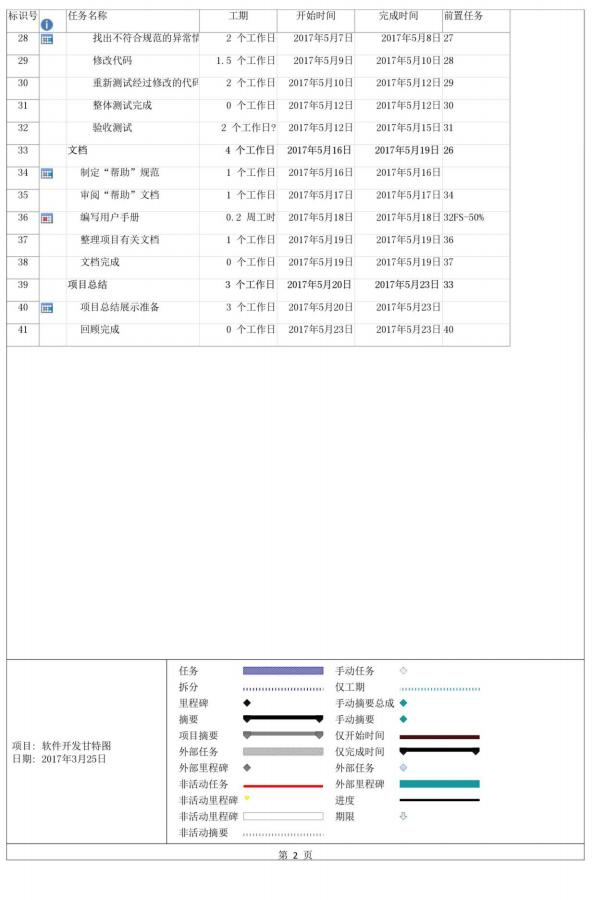 标识号 任务名称 工期 开始时间 完成时间 前置任务
28 找出不符合规范的异常情 2 个工作日 2017年5月7日 2017年5月8日 27
29 修改代码 1.5 个工作日 2017年5月9日 2017年5月10日 28
30 重新测试经过修改的代码 2 个工作日 2017年5月10日 2017年5月12日 29
31 整体测试完成 0 个工作日 2017年5月12日 2017年5月12日 30
32 验收测试 2 个工作日? 2017年5月12日 2017年5月15日 31
33 文档 4 个工作日 2017年5月16日 2017年5月19日 26
34 制定“帮助”规范 1 个工作日 2017年5月16日 2017年5月16日
35 审阅“帮助”文档 1 个工作日 2017年5月17日 2017年5月17日 34
36 编写用户手册 0.2 周工时 2017年5月18日 2017年5月18日 32FS-50%
37 整理项目有关文档 1 个工作日 2017年5月19日 2017年5月19日 36
38 文档完成 0 个工作日 2017年5月19日 2017年5月19日 37
39 项目总结 3 个工作日 2017年5月20日 2017年5月23日 33
40 项目总结展示准备 3 个工作日 2017年5月20日 2017年5月23日
41 回顾完成 0 个工作日 2017年5月23日 2017年5月23日 40
项目: 软件开发甘特图
日期: 2017年3月25日
任务 手动任务
拆分 仅工期
里程碑 手动摘要总成
摘要 手动摘要
项目摘要 仅开始时间
外部任务 仅完成时间
外部里程碑 外部任务
非活动任务 外部里程碑
非活动里程碑 进度
非活动里程碑 期限
非活动摘要
第 2 页